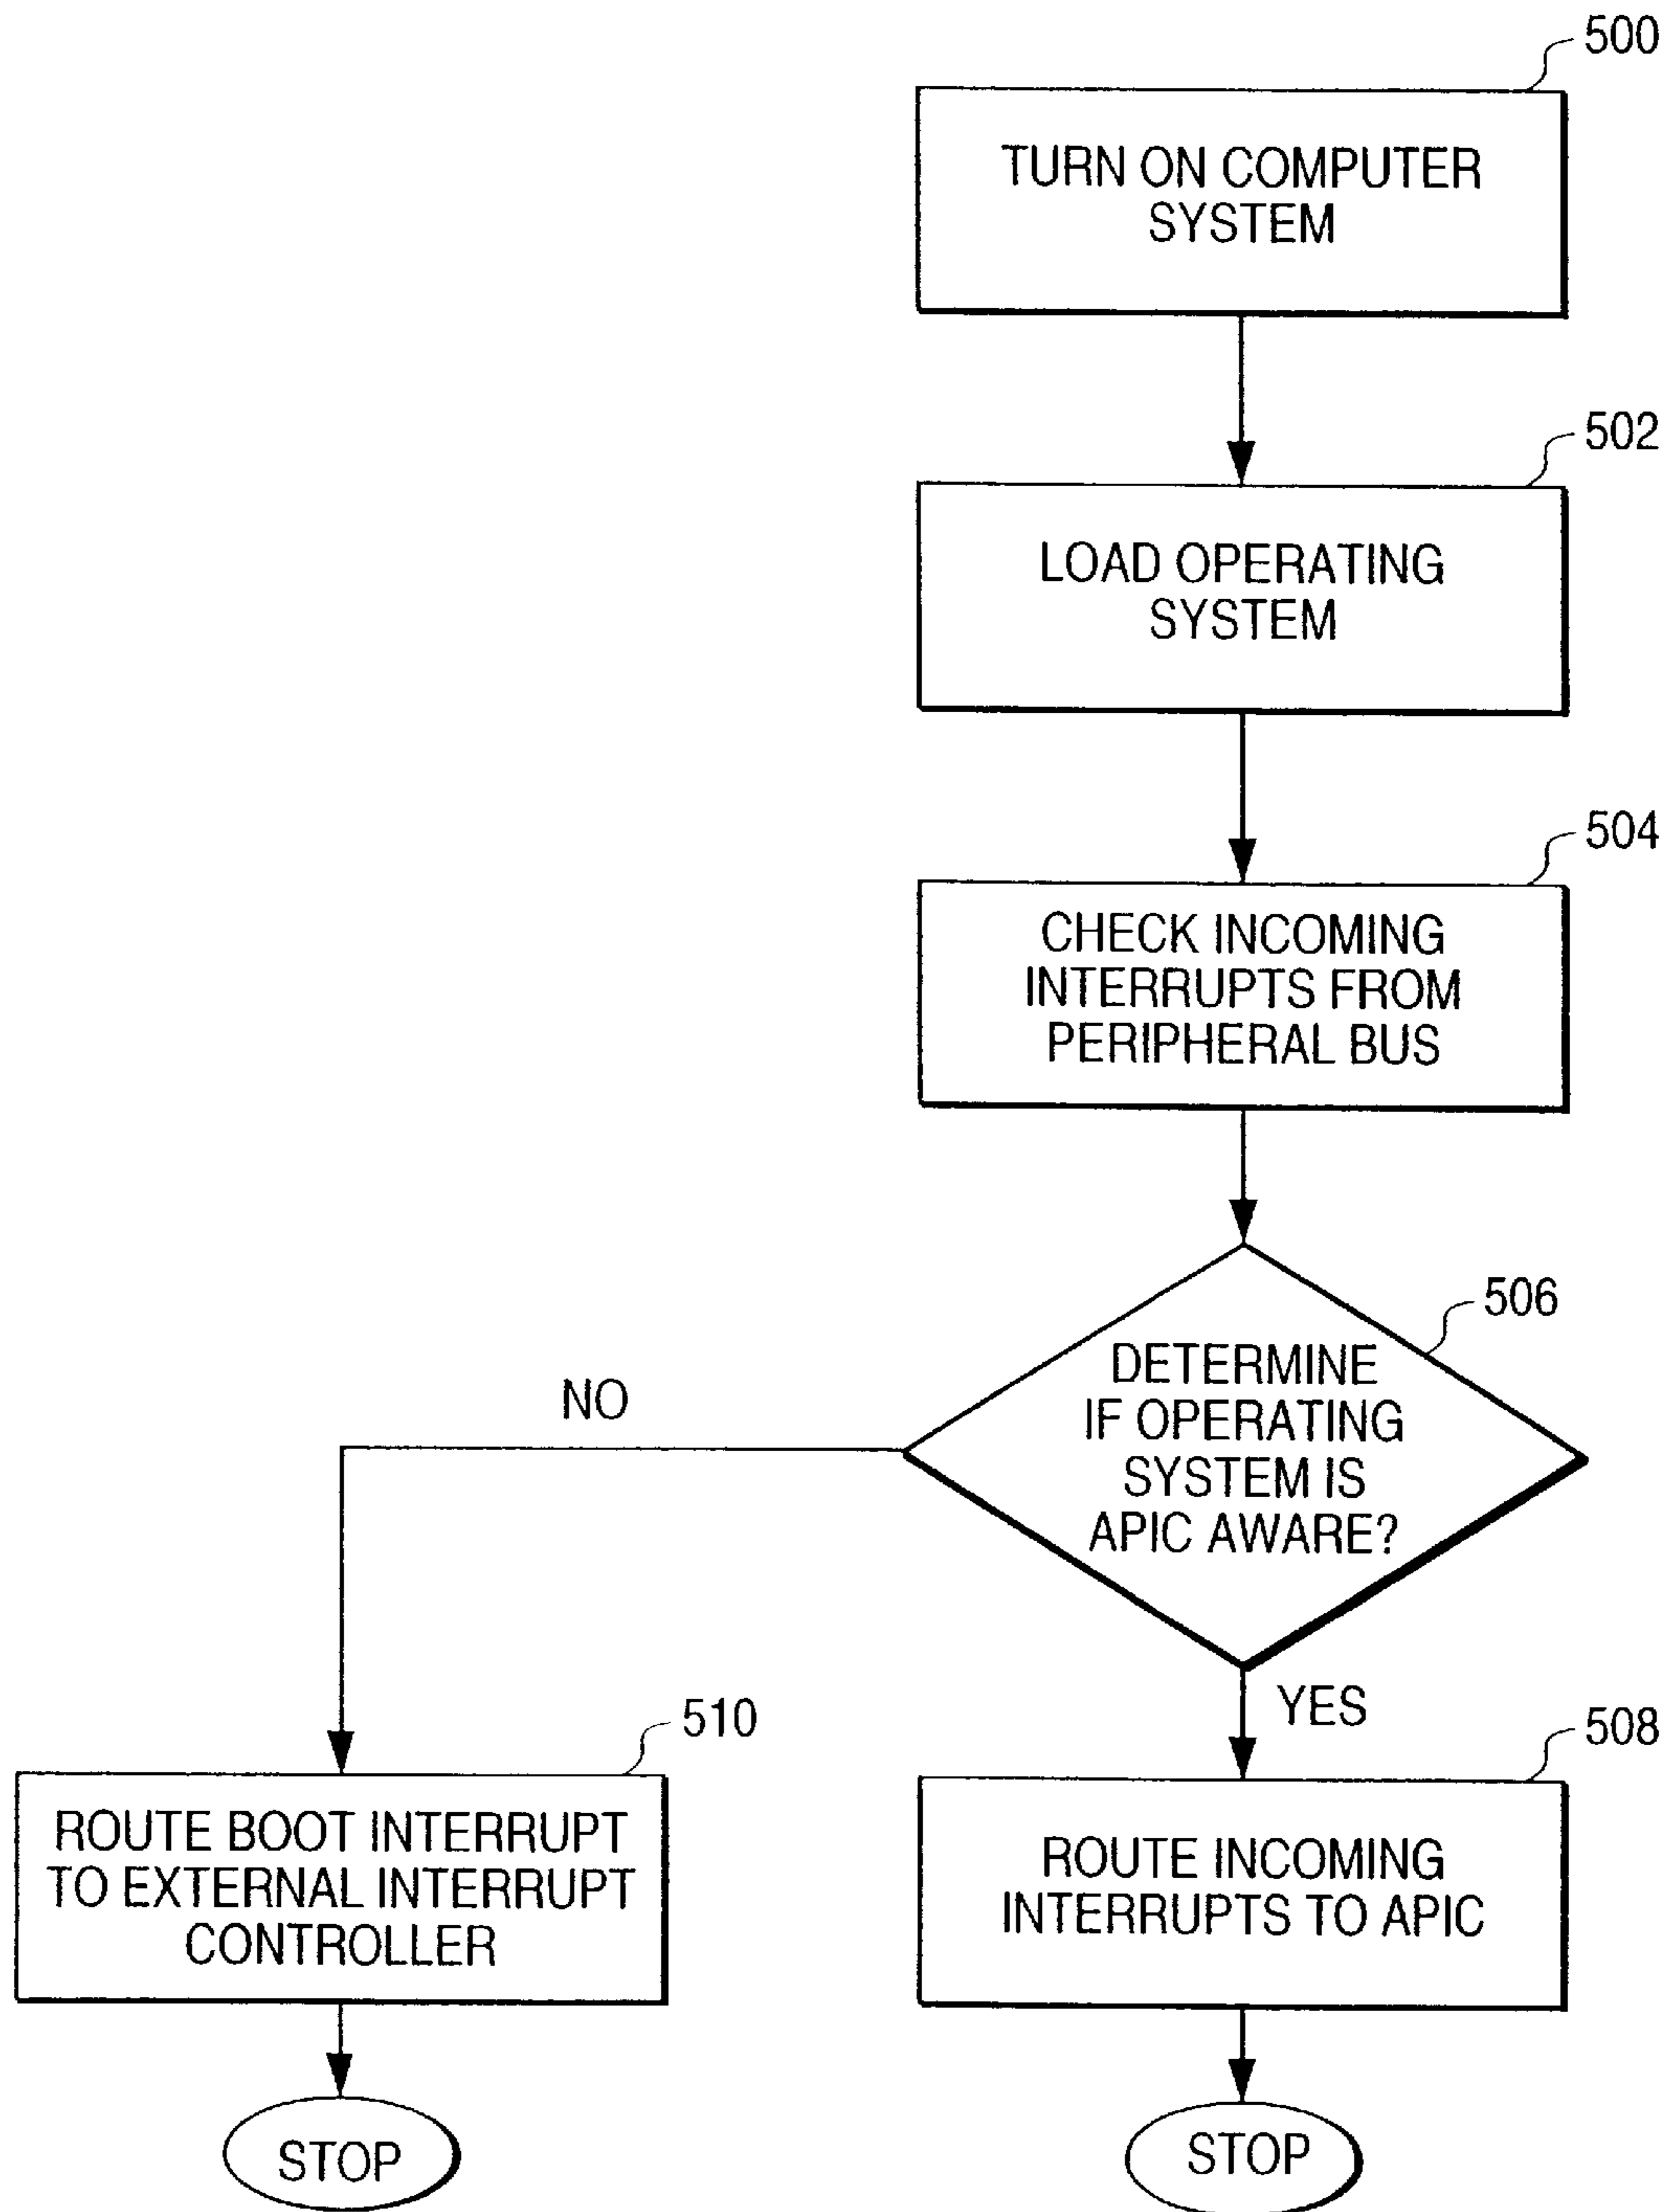 500
TURN ON COMPUTER
SYSTEM
502
LOAD OPERATING
SYSTEM
504
CHECK INCOMING
INTERRUPTS FROM
PERIPHERAL BUS
506
DETERMINE
IF OPERATING
SYSTEM IS
APIC AWARE?
NO
YES
510
ROUTE BOOT INTERRUPT
TO EXTERNAL INTERRUPT
CONTROLLER
508
ROUTE INCOMING
INTERRUPTS TO APIC
STOP
STOP